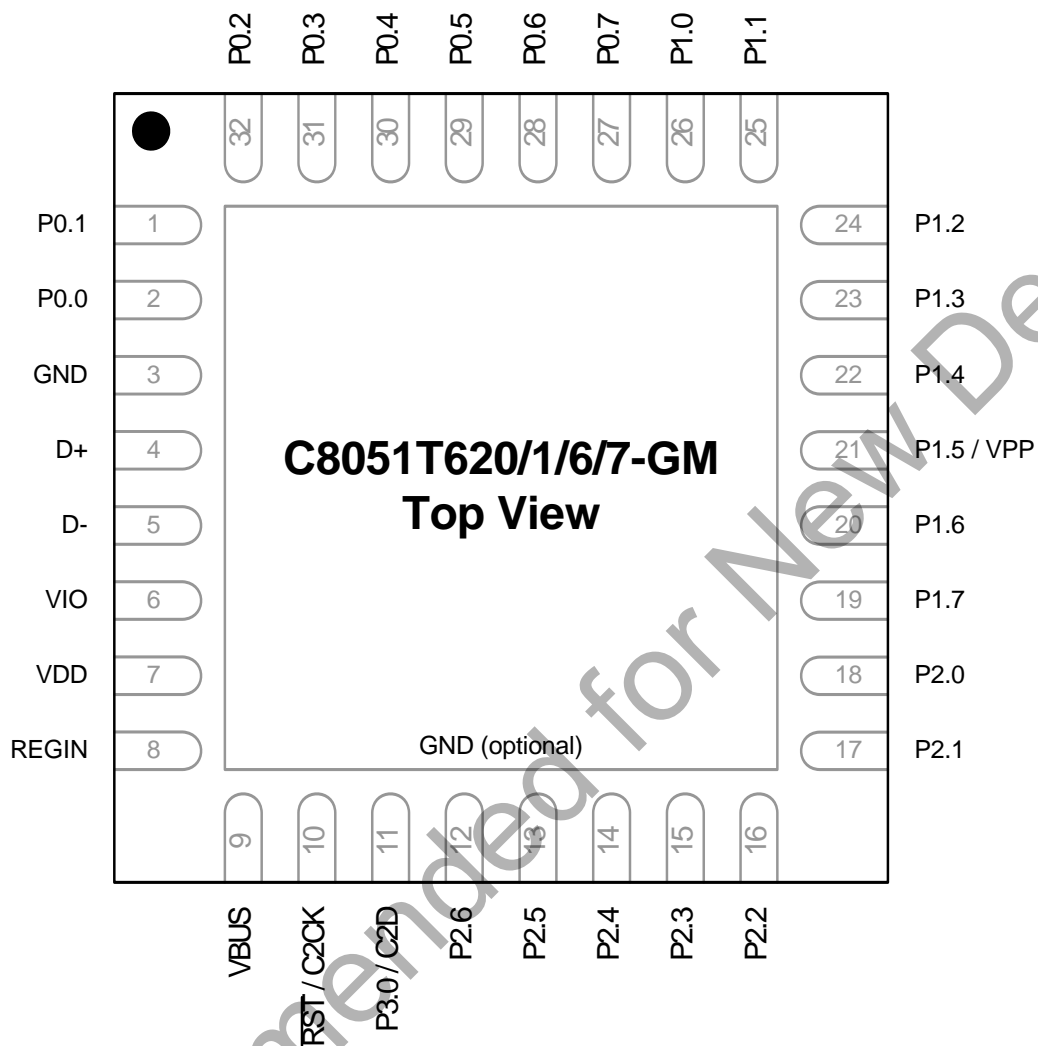 P0.2
P0.3
P0.4
P0.5
P0.6
P0.7
P1.0
P1.1
32
31
30
29
28
27
26
25
P0.1
1
24
P1.2
P0.0
2
23
P1.3
GND
3
22
P1.4
D+
4
21
P1.5 / VPP
D-
5
20
P1.6
VIO
6
19
P1.7
VDD
7
18
P2.0
REGIN
8
17
P2.1
C8051T620/1/6/7-GM
Top View
GND (optional)
9
10
11
12
13
14
15
16
VBUS
RST / C2CK
P3.0 / C2D
P2.6
P2.5
P2.4
P2.3
P2.2
mended for New De